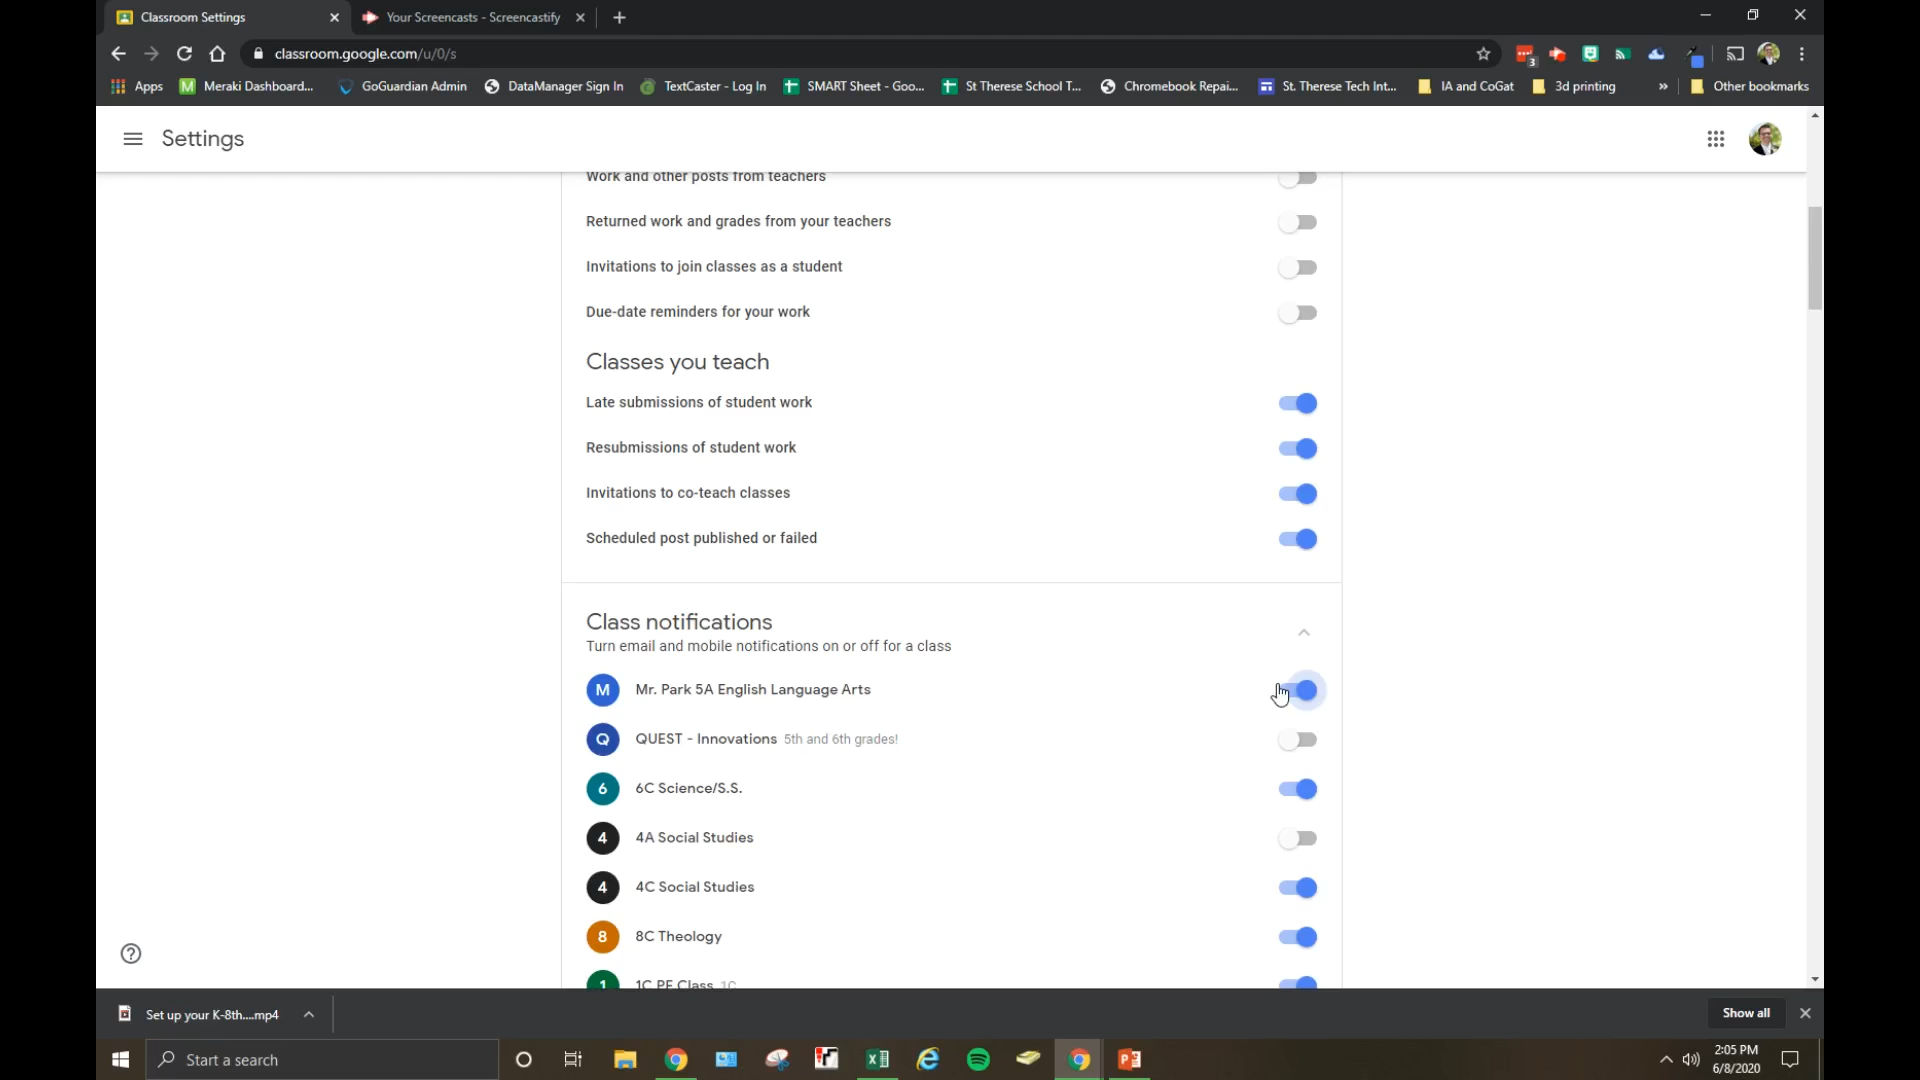 Classroom Settings
Your Screencasts - Screencastify
classroom.google.com/u/0/s
3
Apps
Meraki Dashboard...
GoGuardian Admin
DataManager Sign In
TextCaster - Log In
SMART Sheet - Goo...
St Therese School T...
Chromebook Repai...
St. Therese Tech Int...
IA and CoGat
3d printing
»
Other bookmarks
Settings
Work and other posts from teachers
Returned work and grades from your teachers
Invitations to join classes as a student
Due-date reminders for your work
Classes you teach
Late submissions of student work
Resubmissions of student work
Invitations to co-teach classes
Scheduled post published or failed
Class notifications
Turn email and mobile notifications on or off for a class
M Mr. Park 5A English Language Arts
Q QUEST - Innovations 5th and 6th grades!
6 6C Science/S.S.
4 4A Social Studies
4 4C Social Studies
8 8C Theology
1 1C PE Class 1C
Set up your K-8th....mp4
Show all
Start a search
2:05 PM
6/8/2020